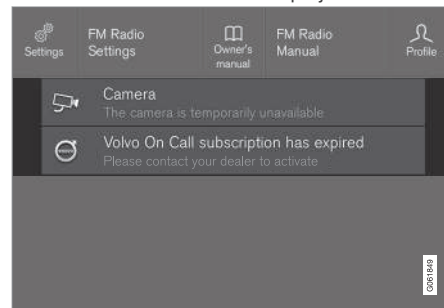 FM Radio
Settings
Settings
Owner's
manual
FM Radio
Manual
Profile
Camera
The camera is temporarily unavailable
Volvo On Call subscription has expired
Please contact your dealer to activate
G061849